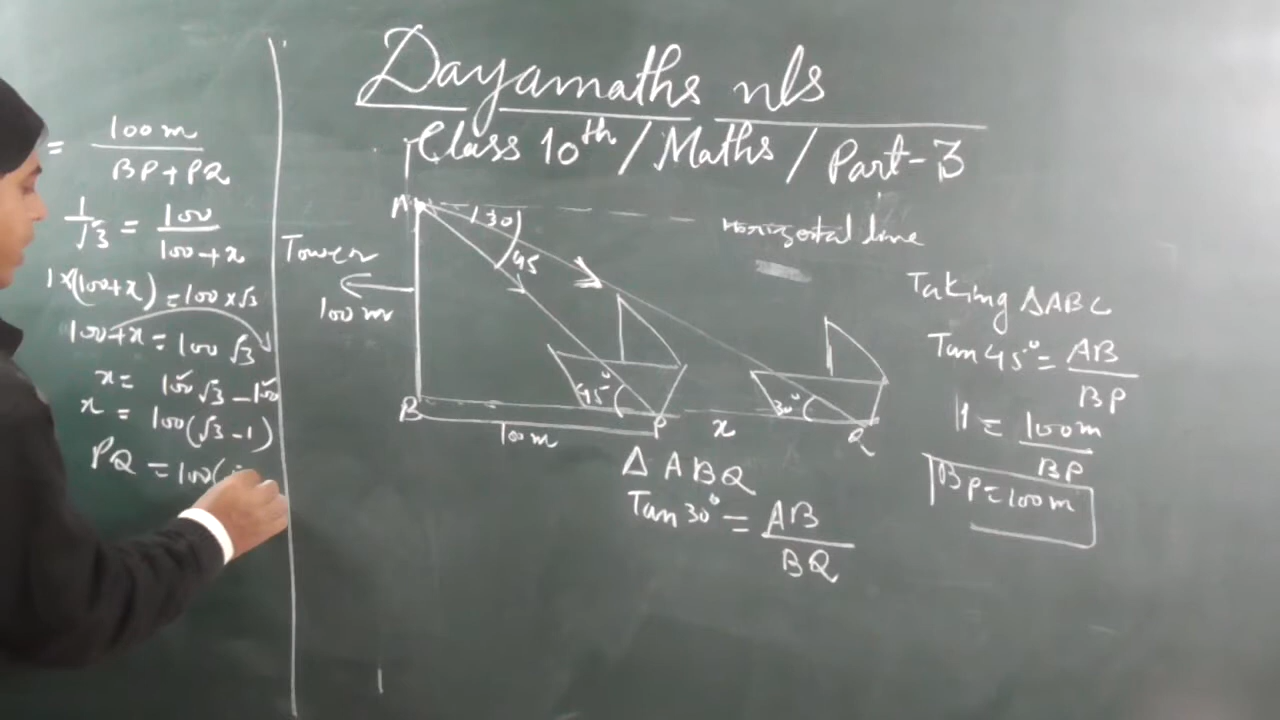 Dayamaths nls
Class 10th / Maths / Part-3
= 100m
BP+PQ
1/√3 = 100
100+x
1×(100+x) = 100×√3
100+x = 100√3
x = 100√3-100
x = 100(√3-1)
PQ = 100(
Tower
100m
A
30
45
Horizontal line
B
45°
P
x
30°
Q
100m
Δ ABQ
Tan 30° = AB
BQ
Taking ΔABC
Tan 45° = AB
BP
1 = 100m
BP
BP=100m